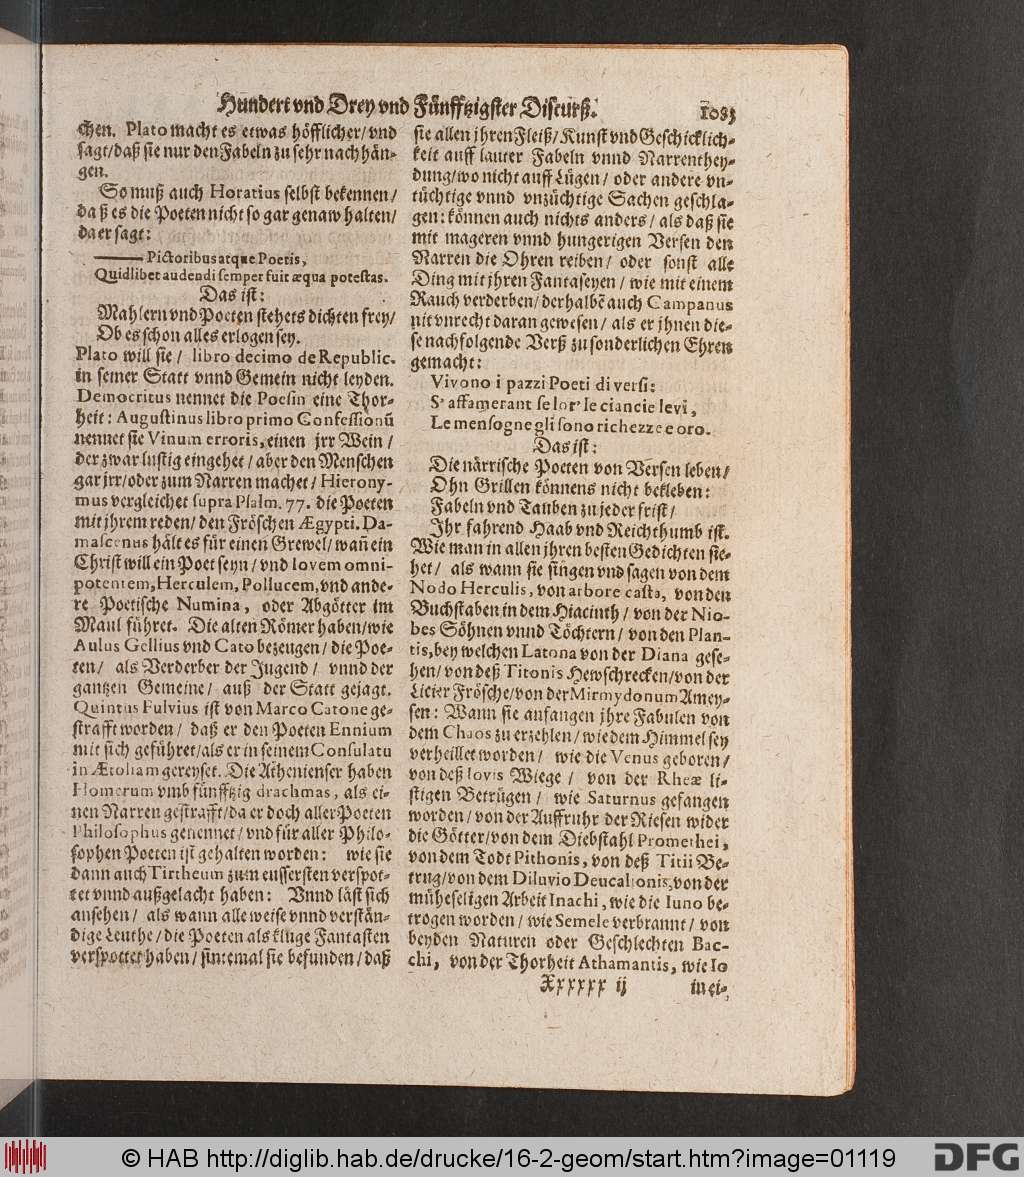 Hundert vnd Drey vnd Fünfftzigster Discurß.
chen. Plato macht es etwas höfflicher/ vnd
sagt/ daß sie nur den Fabeln zu sehr nachhän-
gen.
So muß auch Horatius selbst bekennen/
daß es die Poeten nicht so gar genaw halten/
da er sagt:
Pictoribus atque Poetis,
Quidlibet audendi semper fuit æqua potestas.
Das ist:
Mahlern vnd Poeten stehets dichten frey/
Ob es schon alles erlogen sey.
Plato will sie/ libro decimo de Republic.
in seiner Statt vnnd Gemein nicht leyden.
Democritus nennet die Poesin eine Thor-
heit: Augustinus libro primo Confessionũ
nennet sie Vinum erroris, einen jrr Wein/
der zwar lustig eingehet/ aber den Menschen
gar jrr/ oder zum Narren machet/ Hierony-
mus vergleichet supra Psalm. 77. die Poeten
mit jhrem reden/ den Fröschen Ægypti. Da-
mascenus hält es für einen Grewel/ wañ ein
Christ will ein Poet seyn/ vnd Iovem omni-
potentem, Herculem, Pollucem, vnd ande-
re Poetische Numina, oder Abgötter im
Maul führet. Die alten Römer haben/ wie
Aulus Gellius vnd Cato bezeugen/ die Poe-
ten/ als Verderber der Jugend/ vnnd der
gantzen Gemeine/ auß der Statt gejagt.
Quintus Fulvius ist von Marco Catone ge-
strafft worden/ daß er den Poeten Ennium
mit sich geführet/ als er in seinem Consulatu
in Ætoliam gereyset. Die Athenienser haben
Homerum vmb fünfftzig drachmas, als ei-
nen Narren gestrafft/ da er doch aller Poeten
Philosophus genennet/ vnd für aller Philo-
sophen Poeten ist gehalten worden: wie sie
dann auch Tirtheum zum eussersten verspot-
tet vnnd außgelacht haben: Vnnd läst sich
ansehen/ als wann alle weise vnnd verstän-
dige Leuthe/ die Poeten als kluge Fantasten
verspottet haben/ sintemal sie befunden/ daß
sie allen jhren Fleiß/ Kunst vnd Geschicklich-
keit auff lauter Fabeln vnnd Narrenthey-
dung/ wo nicht auff Lügen/ oder andere vn-
tüchtige vnnd vnzüchtige Sachen geschla-
gen: können auch nichts anders/ als daß sie
mit mageren vnnd hungerigen Versen den
Narren die Ohren reiben/ oder sonst alle
Ding mit jhren Fantaseyen/ wie mit einem
Rauch verderben/ derhalbẽ auch Campanus
nit vnrecht daran gewesen/ als er jhnen die-
se nachfolgende Verß zu sonderlichen Ehren
gemacht:
Vivono i pazzi Poeti di versi:
S' affamerant se lor' le ciancie levi,
Le mensogne gli sono richezze e oro.
Das ist:
Die närrische Poeten von Versen leben/
Ohn Grillen könnens nicht bekleben:
Fabeln vnd Tauben zu jeder frist/
Ihr fahrend Haab vnd Reichthumb ist.
Wie man in allen jhren besten Gedichten sie-
het/ als wann sie singen vnd sagen von dem
Nodo Herculis, von arbore casta, von den
Buchstaben in dem Hiacinth/ von der Nio-
bes Söhnen vnnd Töchtern/ von den Plan-
tis, bey welchen Latona von der Diana gese-
hen/ von deß Titonis Hewschrecken/ von der
Licier Frösche/ von der Mirmydonum Amey-
sen: Wann sie anfangen jhre Fabulen von
dem Chaos zu erzehlen/ wie dem Himmel sey
verheillet worden/ wie die Venus geboren/
von deß Iovis Wiege/ von der Rheæ li-
stigen Betrügen/ wie Saturnus gefangen
worden/ von der Auffruhr der Riesen wider
die Götter/ von dem Diebstahl Promethei,
von dem Todt Pithonis, von deß Titii Be-
trug/ von dem Diluvio Deucalionis, von der
müheseligen Arbeit Inachi, wie die Iuno be-
trogen worden/ wie Semele verbrannt/ von
beyden Naturen oder Geschlechten Bac-
chi, von der Thorheit Athamantis, wie Io
Xxxxxx ij in ei-
© HAB http://diglib.hab.de/drucke/16-2-geom/start.htm?image=01119
DFG